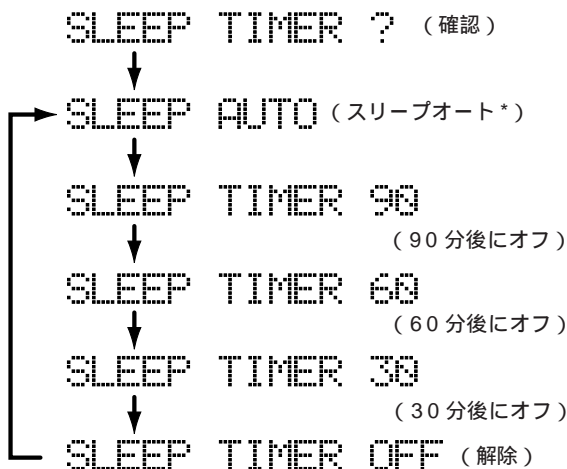 SLEEP TIMER ? (確認)
SLEEP AUTO (スリープオート*)
SLEEP TIMER 90
(90分後にオフ)
SLEEP TIMER 60
(60分後にオフ)
SLEEP TIMER 30
(30分後にオフ)
SLEEP TIMER OFF (解除)